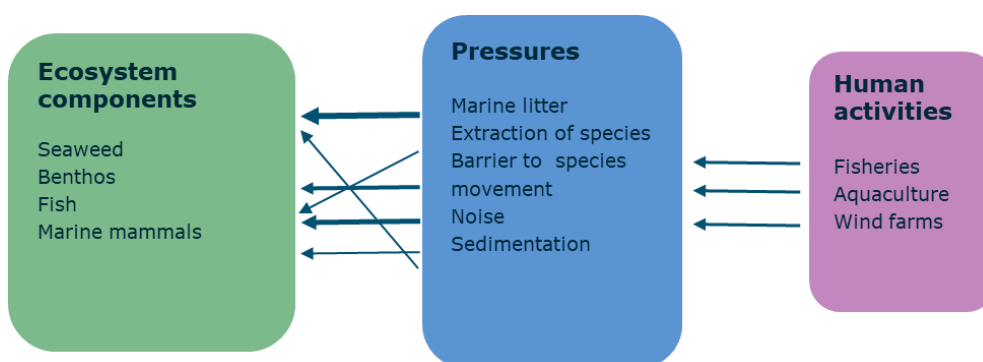 Ecosystem
components
Seaweed
Benthos
Fish
Marine mammals
Pressures
Marine litter
Extraction of species
Barrier to species
movement
Noise
Sedimentation
Human
activities
Fisheries
Aquaculture
Wind farms